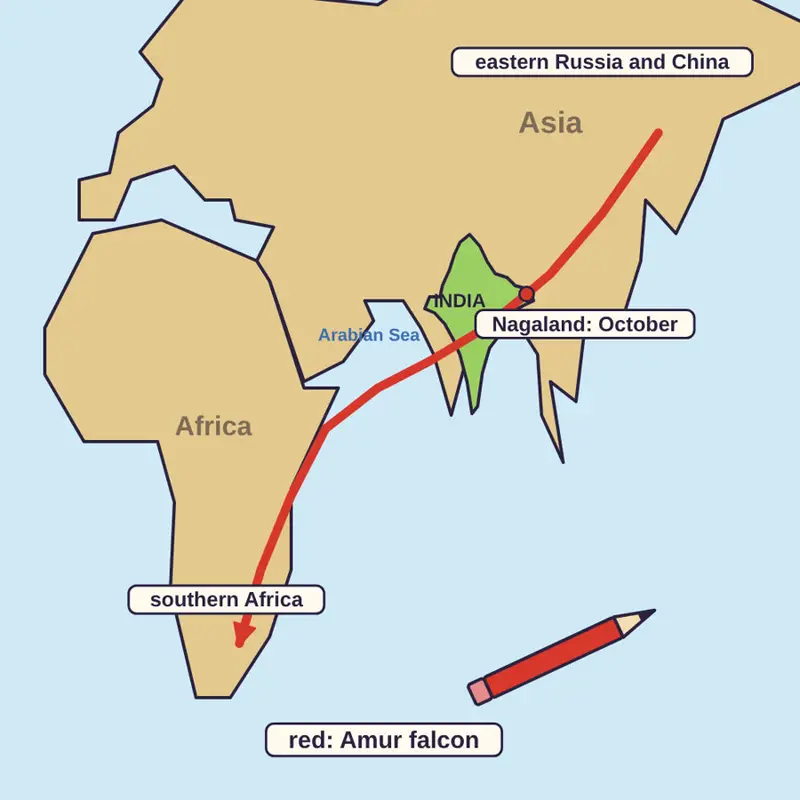 eastern Russia and China
Asia
INDIA
Nagaland: October
Arabian Sea
Africa
southern Africa
red: Amur falcon